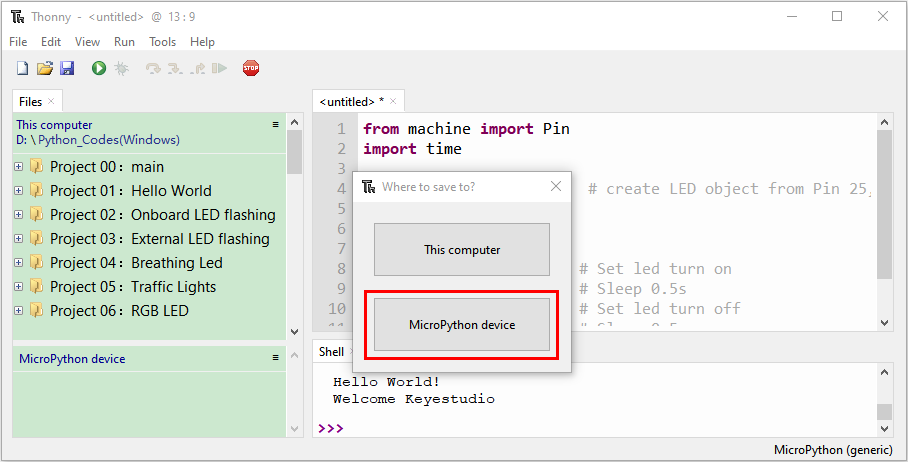 Thonny - <untitled> @ 13 : 9
File Edit View Run Tools Help
STOP
Files
<untitled> *
This computer
D: \Python_Codes(Windows)
Project 00：main
Project 01：Hello World
Project 02：Onboard LED flashing
Project 03：External LED flashing
Project 04：Breathing Led
Project 05：Traffic Lights
Project 06：RGB LED
MicroPython device
1 from machine import Pin
2 import time
3
4 # create LED object from Pin 25,
5
6
7
8 # Set led turn on
9 # Sleep 0.5s
10 # Set led turn off
11
Where to save to?
This computer
MicroPython device
Shell
Hello World!
Welcome Keyestudio
>>>
MicroPython (generic)